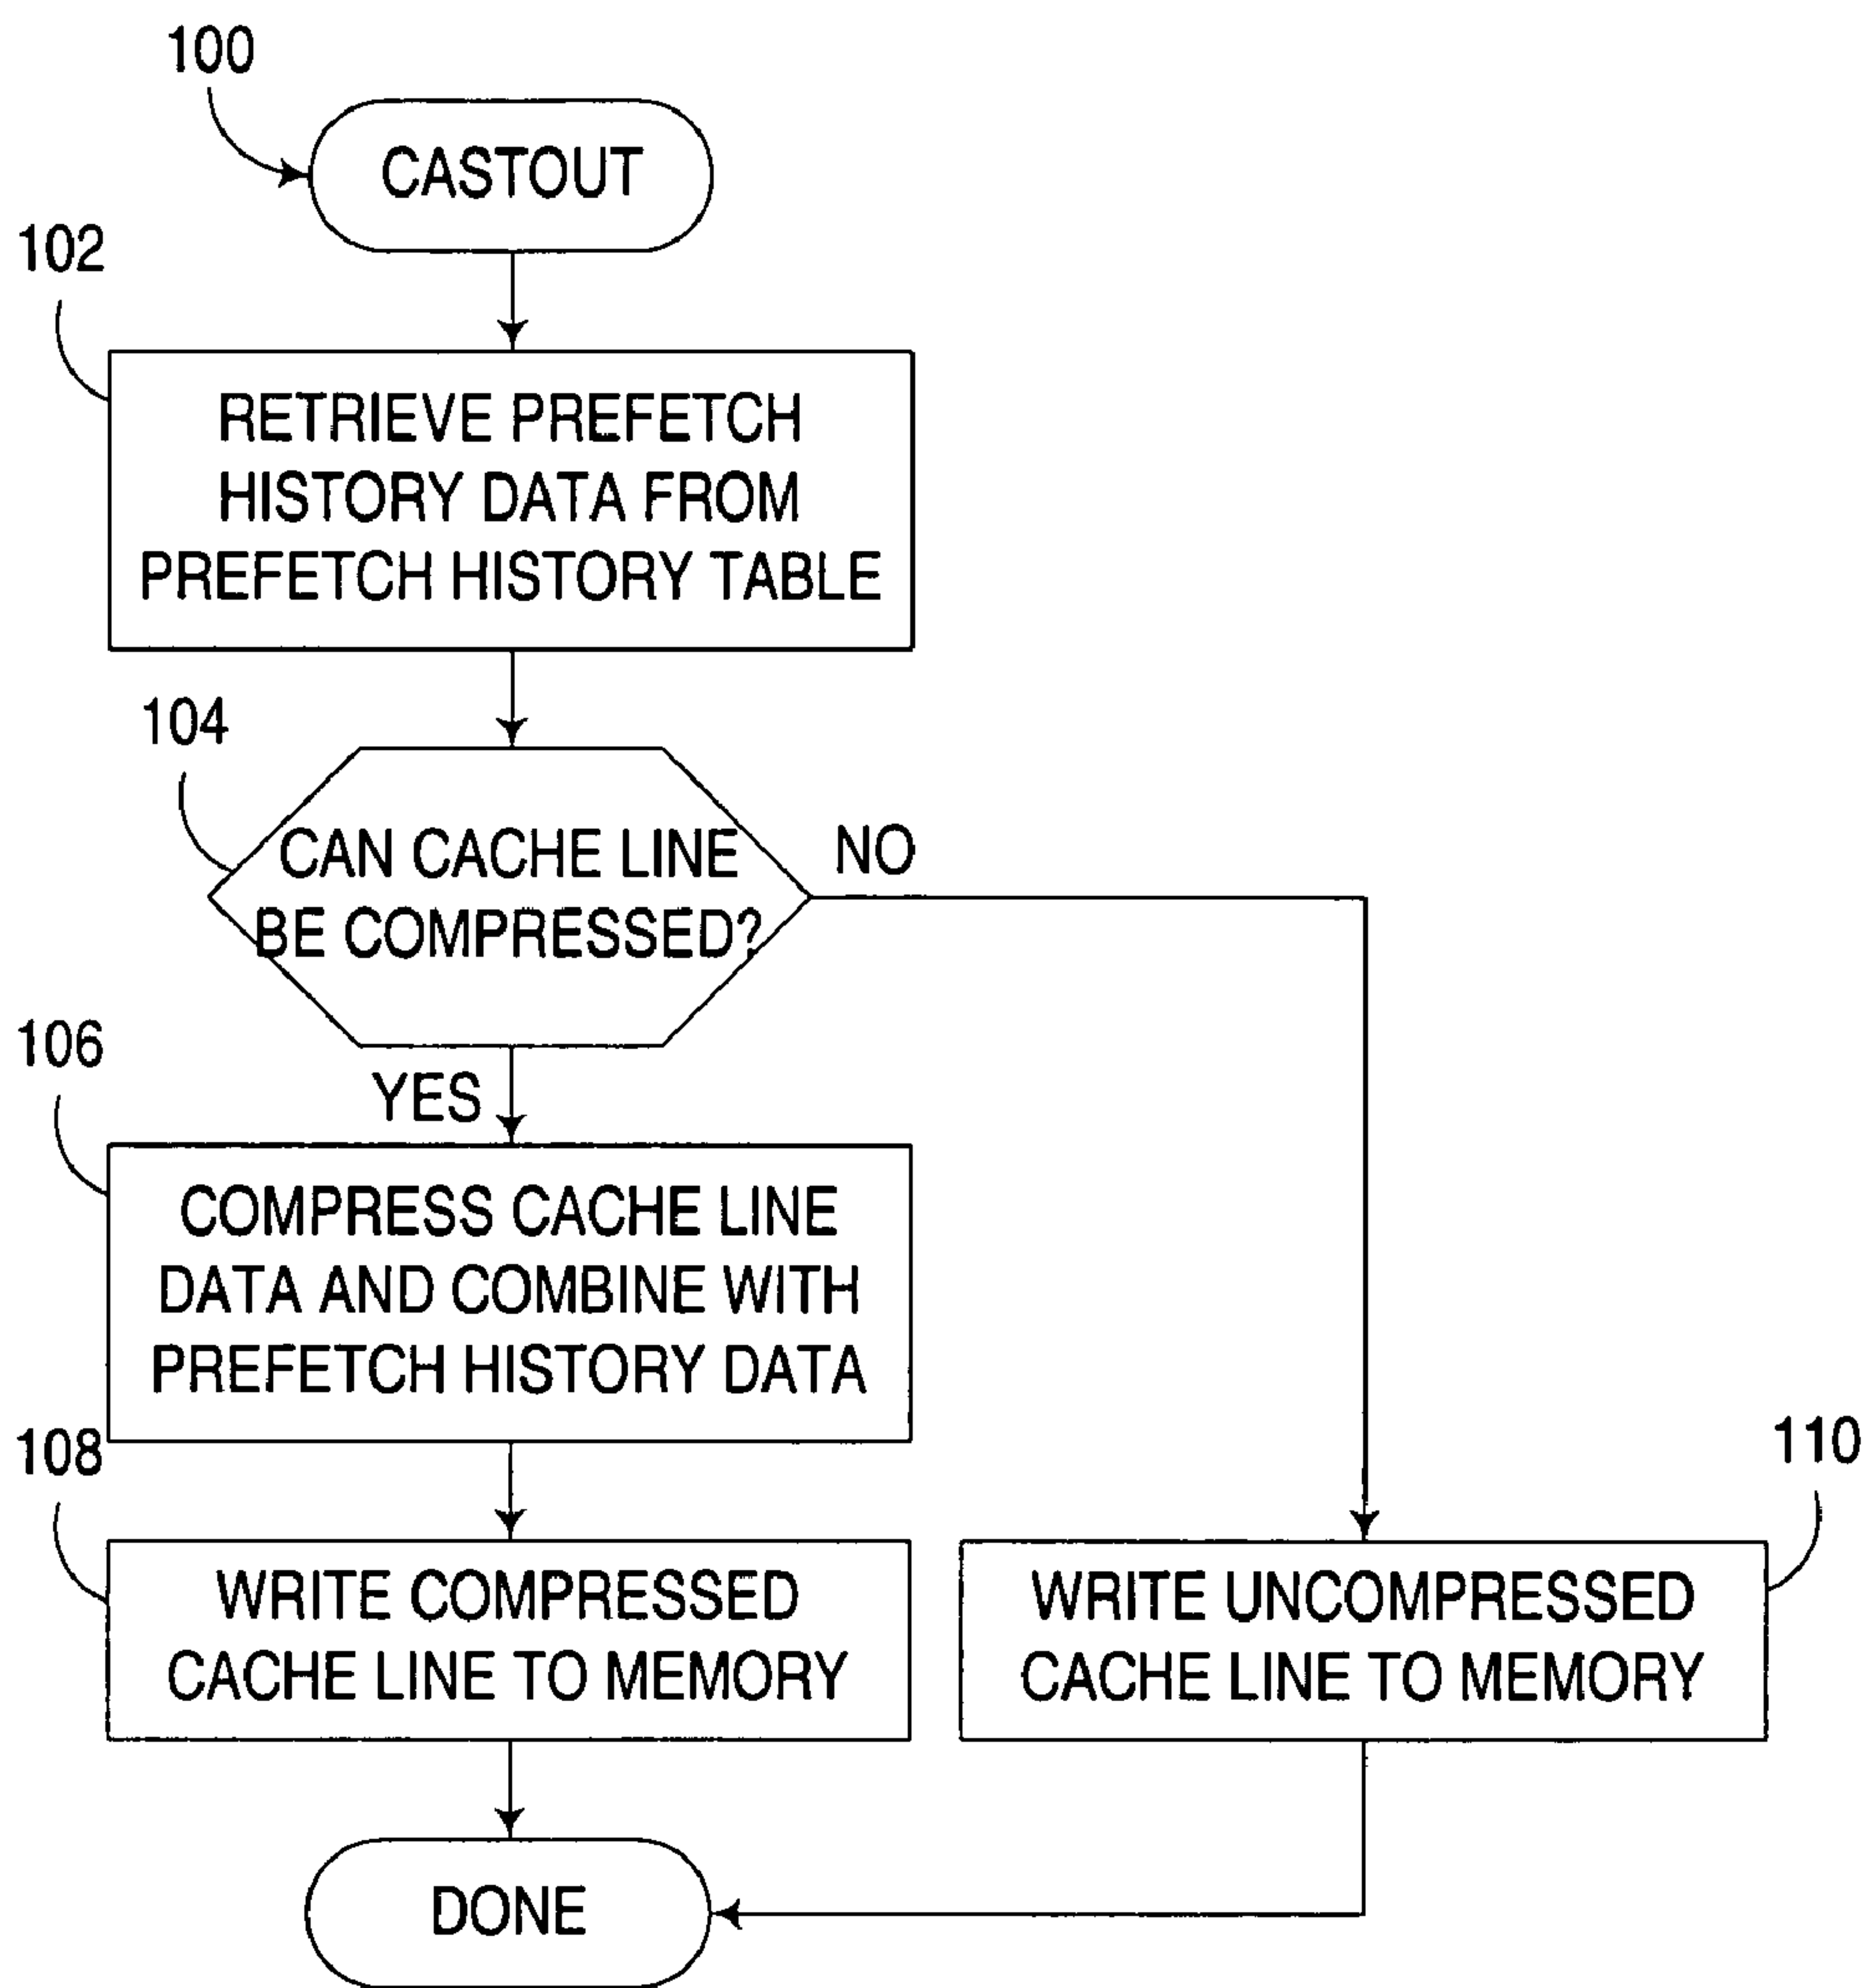 100
CASTOUT
102
RETRIEVE PREFETCH
HISTORY DATA FROM
PREFETCH HISTORY TABLE
104
CAN CACHE LINE
BE COMPRESSED?
NO
YES
106
COMPRESS CACHE LINE
DATA AND COMBINE WITH
PREFETCH HISTORY DATA
108
WRITE COMPRESSED
CACHE LINE TO MEMORY
110
WRITE UNCOMPRESSED
CACHE LINE TO MEMORY
DONE